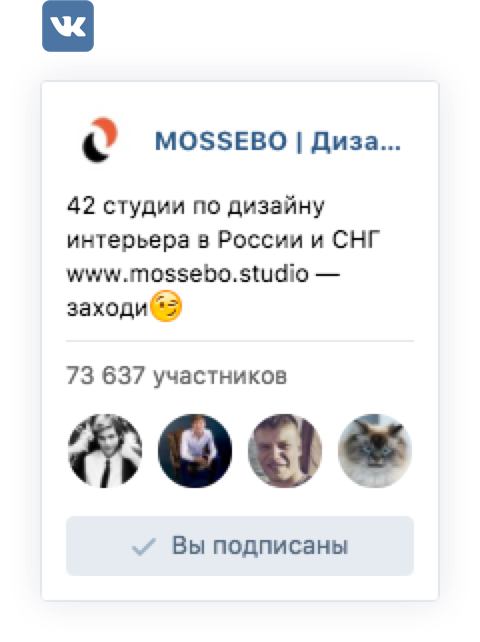 MOSSEBO | Диза...
42 студии по дизайну
интерьера в России и СНГ
www.mossebo.studio —
заходи😉
73 637 участников
Вы подписаны